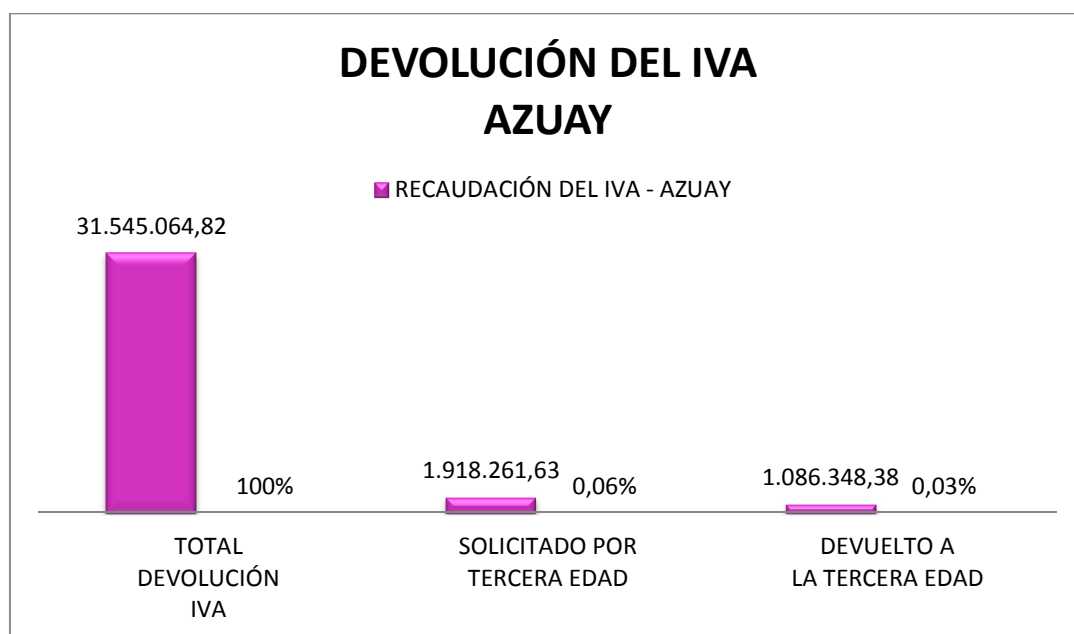 DEVOLUCIÓN DEL IVA
AZUAY
RECAUDACIÓN DEL IVA - AZUAY
31.545.064,82
100%
1.918.261,63
0,06%
1.086.348,38
0,03%
TOTAL
DEVOLUCIÓN
IVA
SOLICITADO POR
TERCERA EDAD
DEVUELTO A
LA TERCERA EDAD